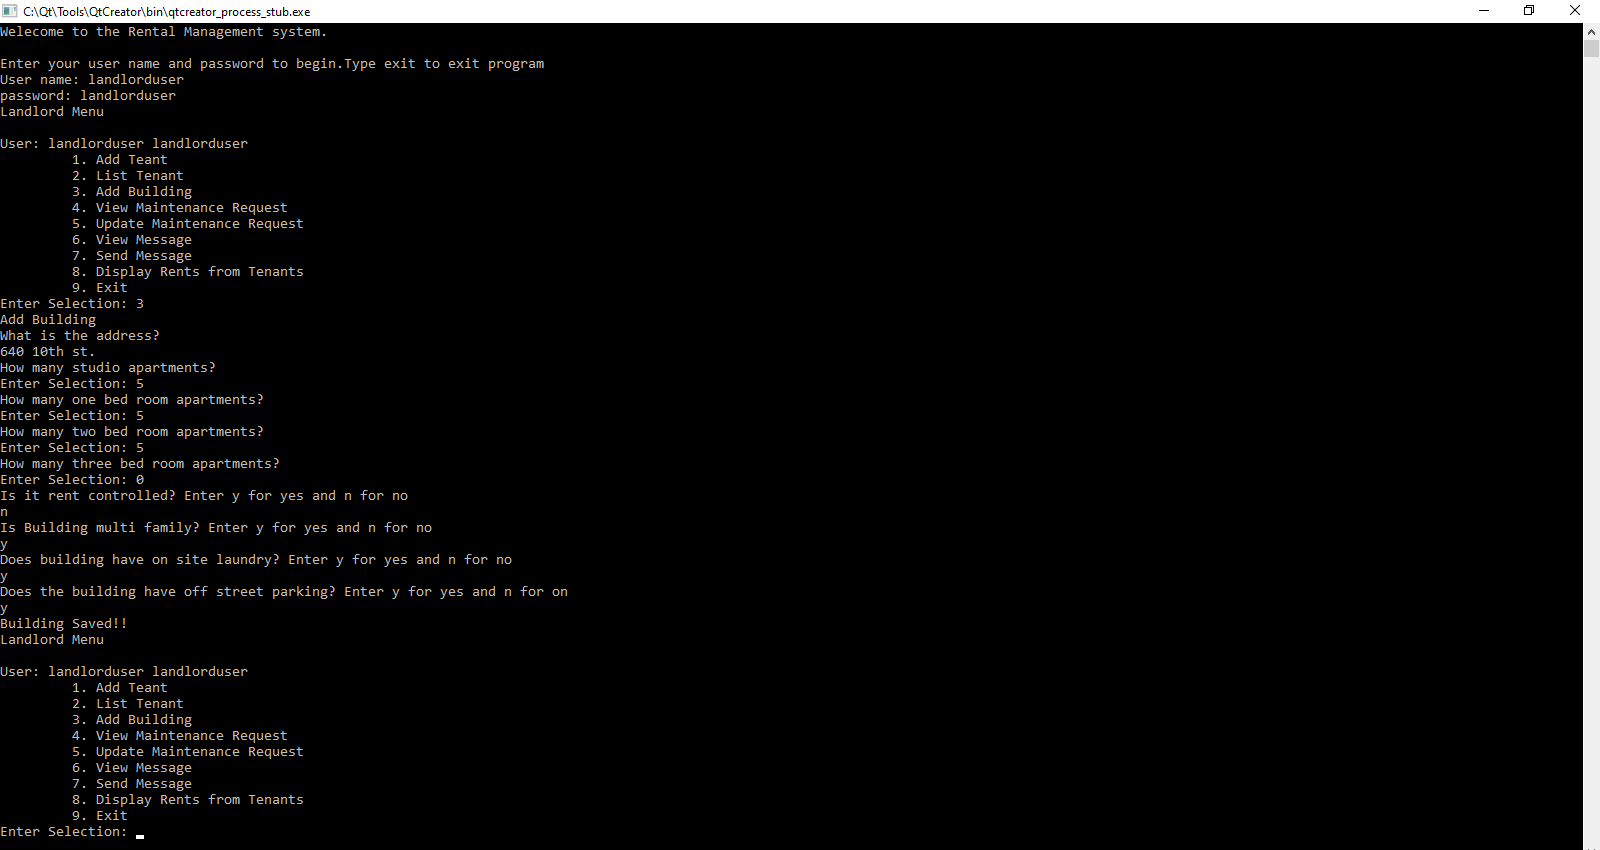 C:\Qt\Tools\QtCreator\bin\qtcreator_process_stub.exe
Welecome to the Rental Management system.
Enter your user name and password to begin.Type exit to exit program
User name: landlorduser
password: landlorduser
Landlord Menu
User: landlorduser landlorduser
1. Add Teant
2. List Tenant
3. Add Building
4. View Maintenance Request
5. Update Maintenance Request
6. View Message
7. Send Message
8. Display Rents from Tenants
9. Exit
Enter Selection: 3
Add Building
What is the address?
640 10th st.
How many studio apartments?
Enter Selection: 5
How many one bed room apartments?
Enter Selection: 5
How many two bed room apartments?
Enter Selection: 5
How many three bed room apartments?
Enter Selection: 0
Is it rent controlled? Enter y for yes and n for no
n
Is Building multi family? Enter y for yes and n for no
y
Does building have on site laundry? Enter y for yes and n for no
y
Does the building have off street parking? Enter y for yes and n for on
y
Building Saved!!
Landlord Menu
User: landlorduser landlorduser
1. Add Teant
2. List Tenant
3. Add Building
4. View Maintenance Request
5. Update Maintenance Request
6. View Message
7. Send Message
8. Display Rents from Tenants
9. Exit
Enter Selection: